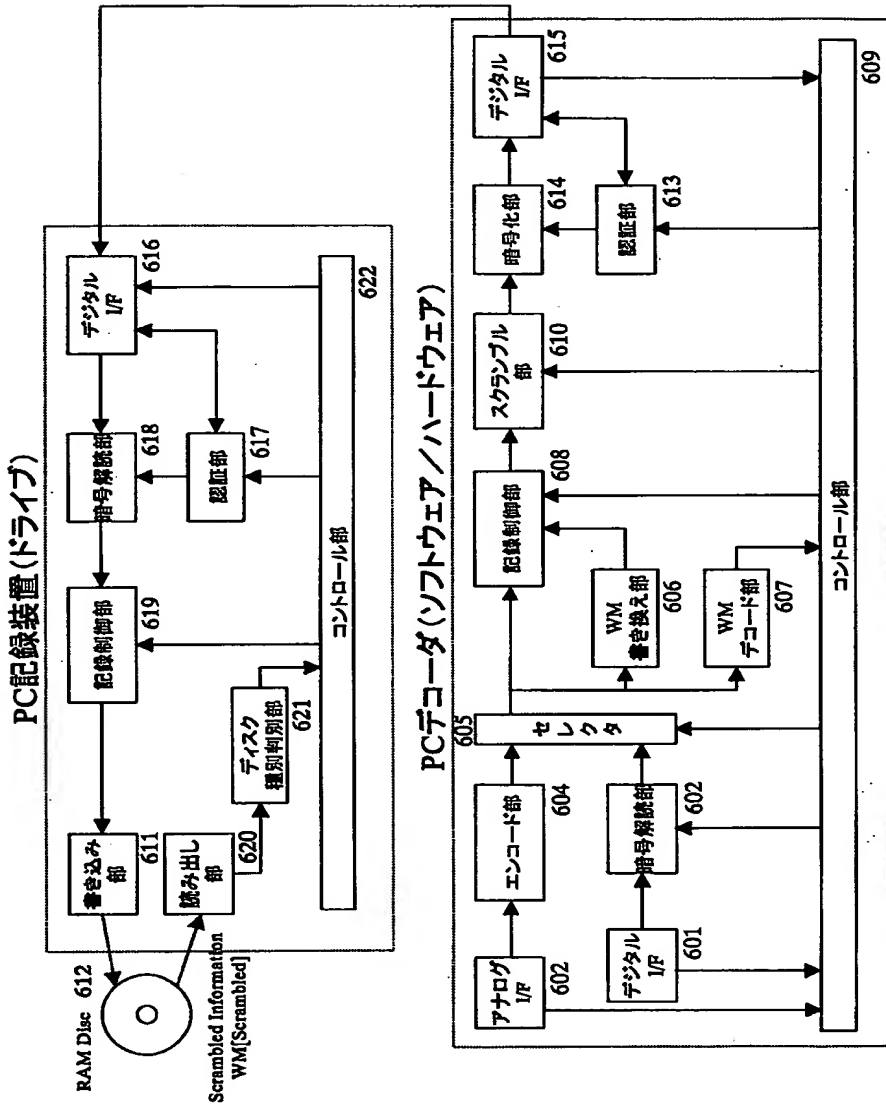 PC記録装置(ドライブ)
RAM Disc 612
Scrambled Information
WM[Scrambled]
書き込み
部
611
読み出し
部
620
ディスク
種別判別部
621
記録制御部
619
暗号解読部
618
認証部
617
デジタル
I/F
616
コントロール部
622
PCデコーダ(ソフトウェア/ハードウェア)
アナログ
I/F
602
デジタル
I/F
601
エンコード部
604
暗号解読部
602
セレクタ
605
WM
書き換え部
606
WM
デコード部
607
記録制御部
608
スクランブル
部
610
暗号化部
614
認証部
613
デジタル
I/F
615
コントロール部
609